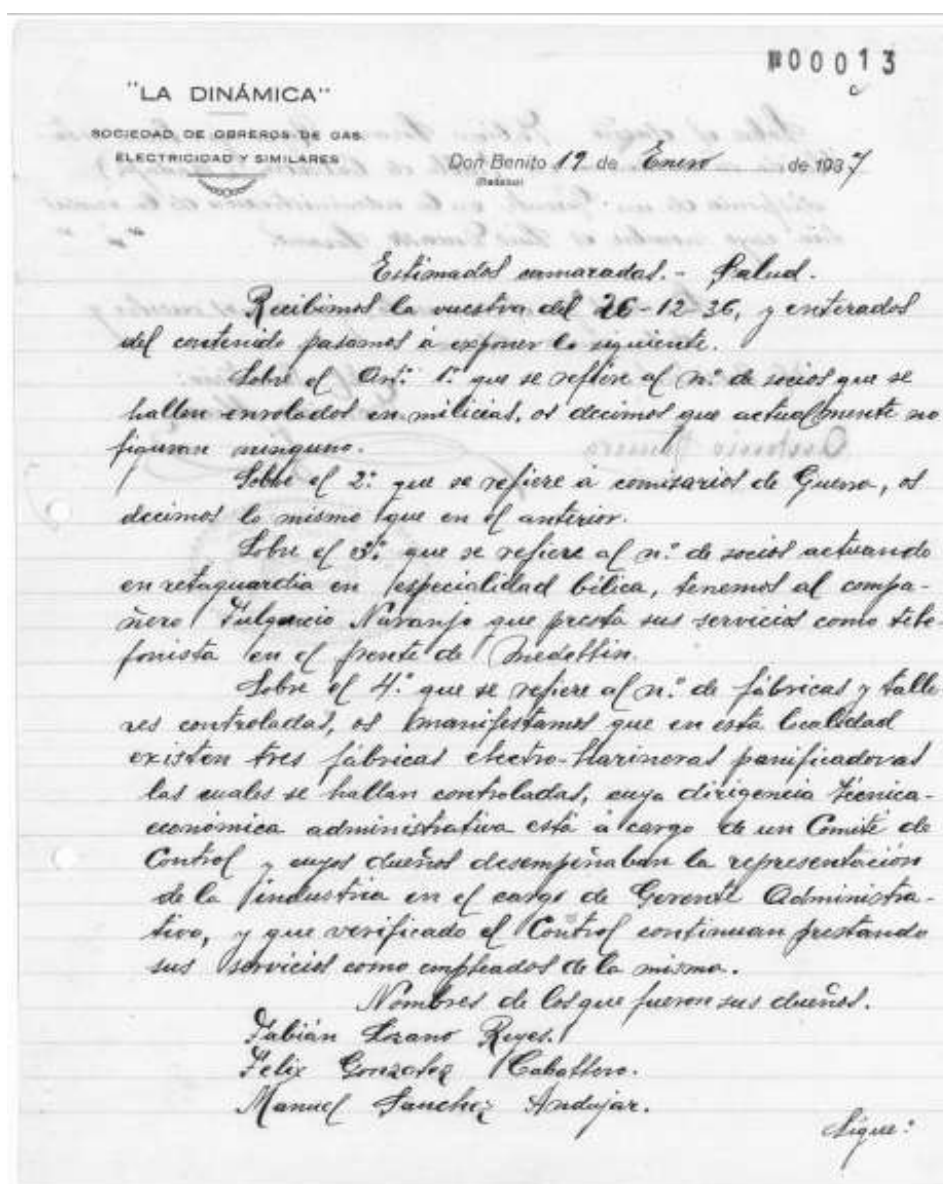 Nº 00013
"LA DINÁMICA"
SOCIEDAD DE OBREROS DE GAS
ELECTRICIDAD Y SIMILARES
Don Benito 19 de Enero de 1937
(Badajoz)
Estimados camaradas. - Salud.
Recibimos la vuestra del 26-12-36, y enterados
del contenido pasamos á exponer lo siguiente.
Sobre el Art.º 1.º que se refiere al n.º de socios que se
hallen enrolados en milicias, os decimos que actualmente no
figuran ninguno.
Sobre el 2.º que se refiere á comisarios de Guerra, os
decimos lo mismo que en el anterior.
Sobre el 3.º que se refiere al n.º de socios actuando
en retaguardia en especialidad bélica, tenemos al compa-
ñero Fulgencio Naranjo que presta sus servicios como tele-
fonista en el frente de Medellin.
Sobre el 4.º que se refiere al n.º de fábricas y talle
res controladas, os manifestamos que en esta localidad
existen tres fábricas electro-harineras panificadoras
las cuales se hallan controladas, cuya dirigencia Técnica-
económica administrativa está á cargo de un Comité de
Control y cuyos dueños desempeñaban la representación
de la industria en el cargo de Gerente Administra-
tivo, y que verificado el Control continuan prestando
sus servicios como empleados de la misma.
Nombres de los que fueron sus dueños.
Fabián Lozano Reyes.
Felix Gonzalez Caballero.
Manuel Sanchez Andujar.
Sigue: